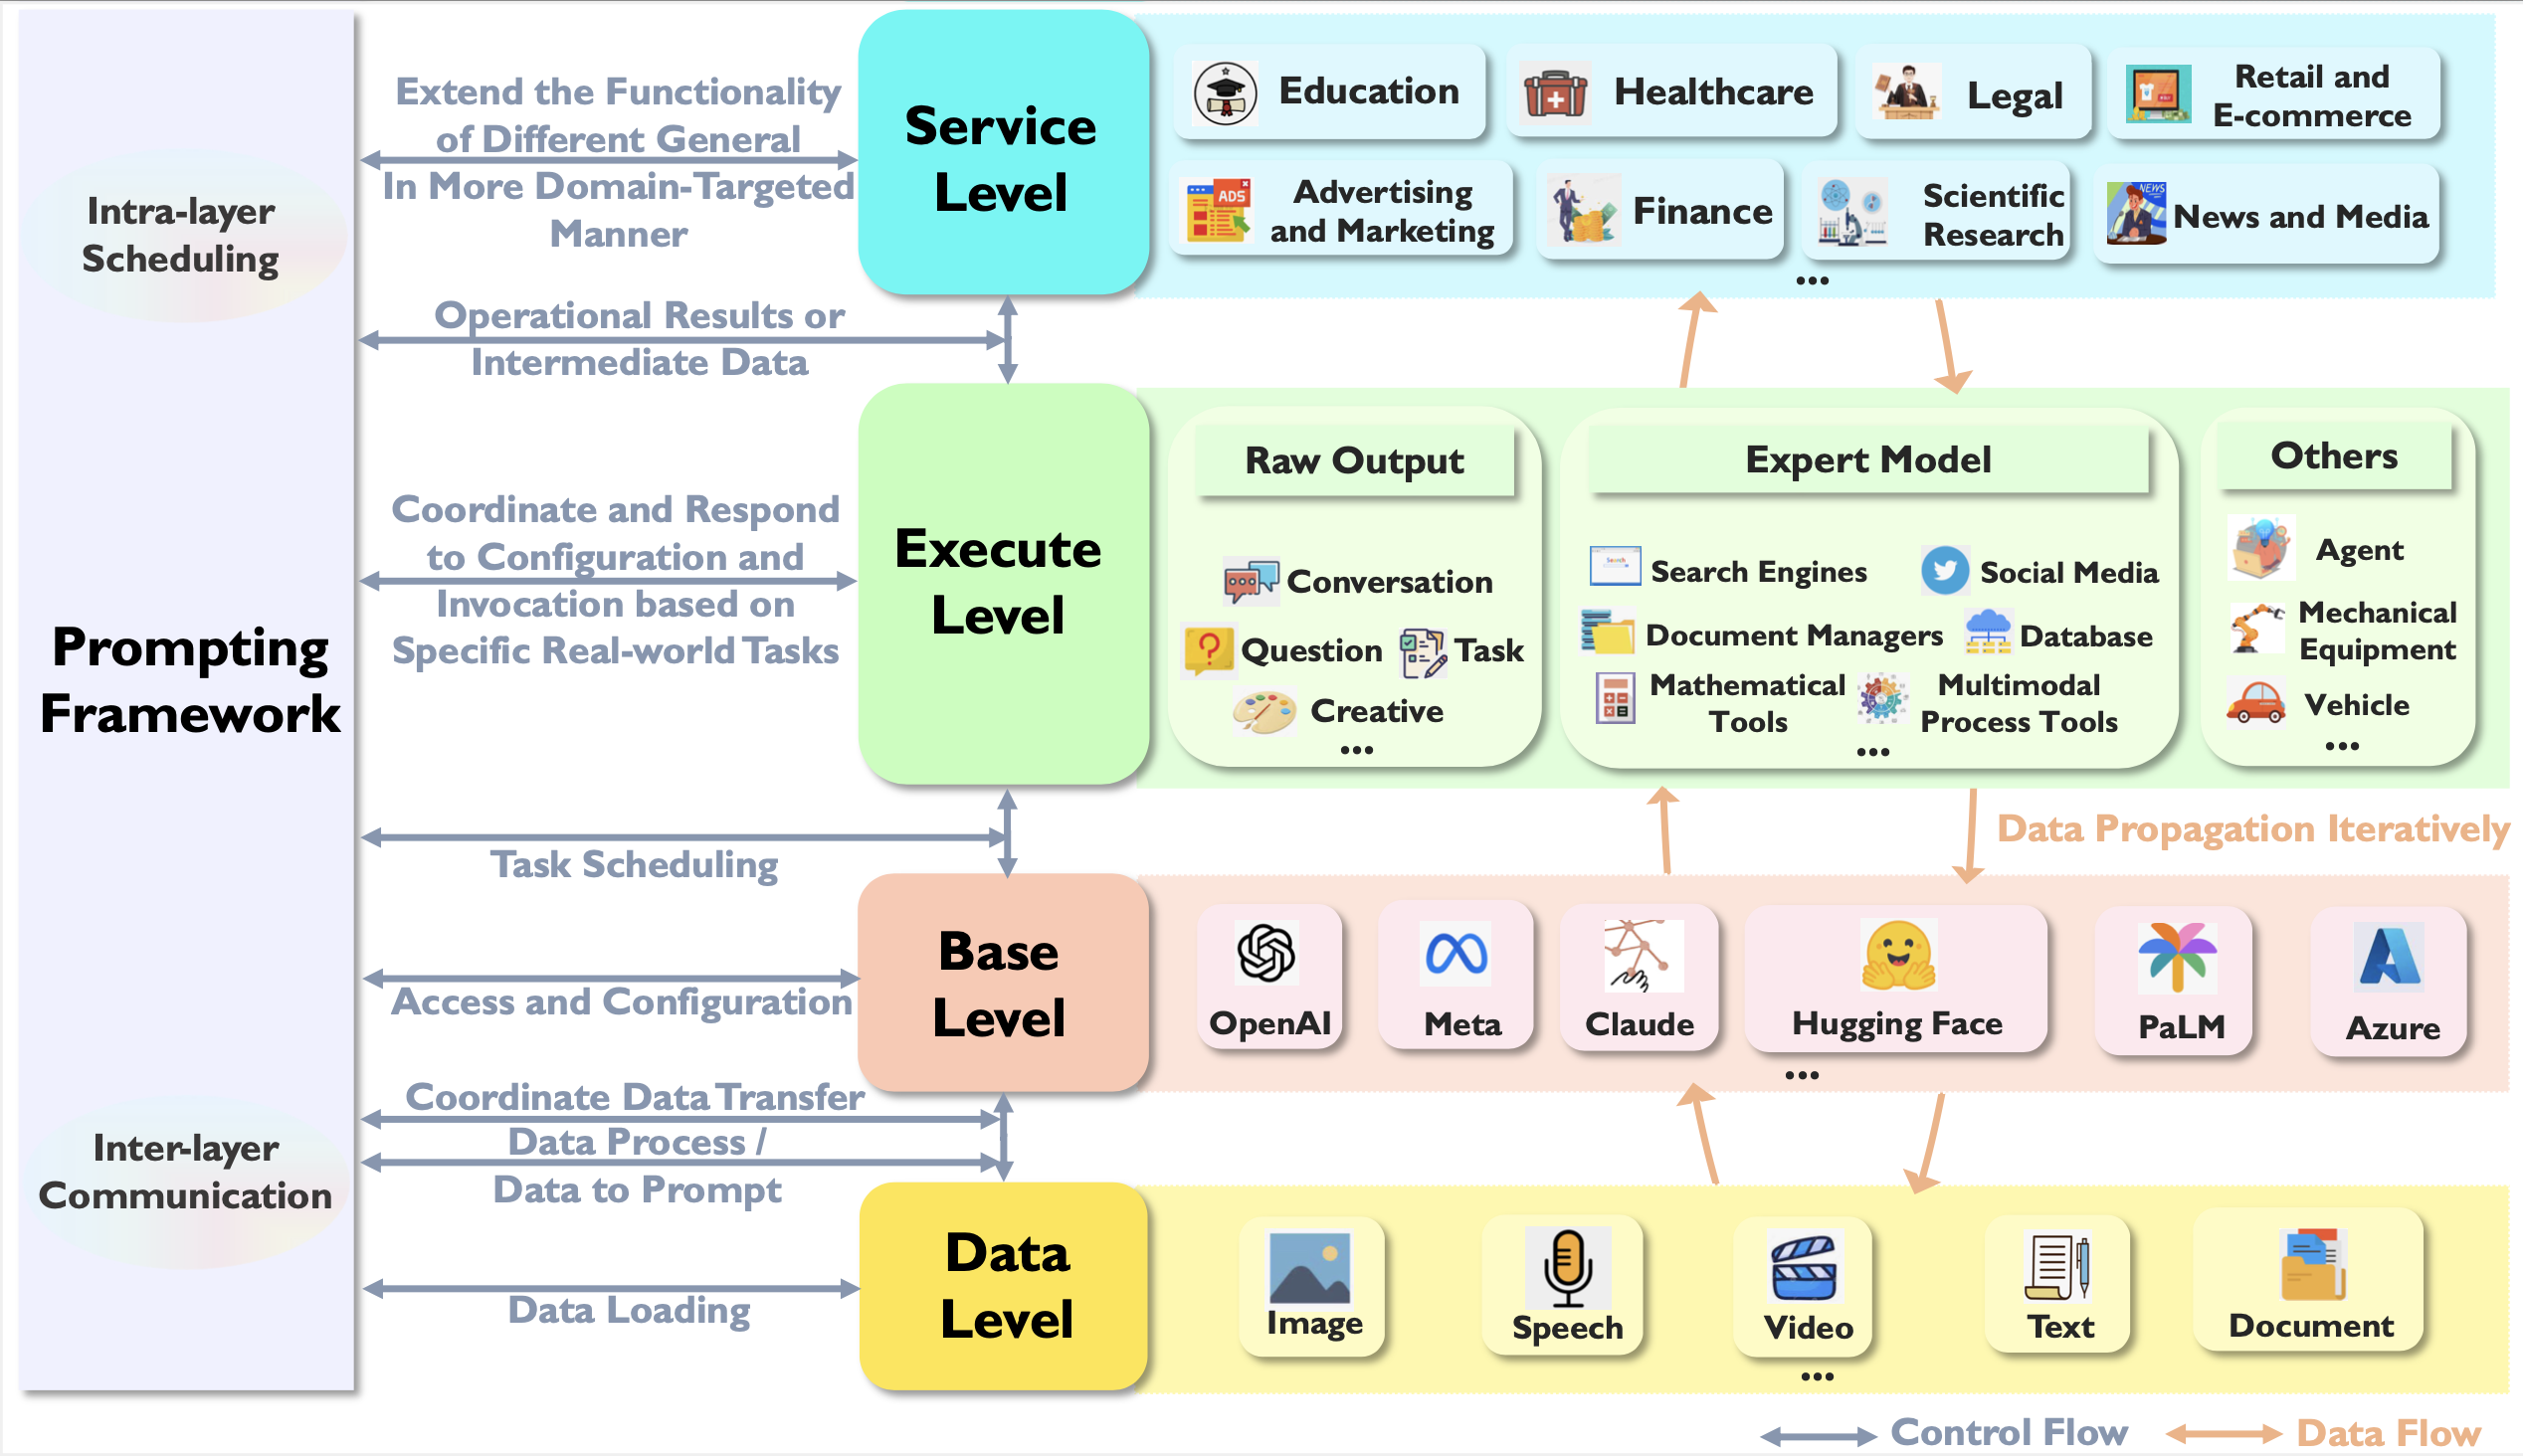 Intra-layer
Scheduling
Prompting
Framework
Inter-layer
Communication
Extend the Functionality
of Different General
In More Domain-Targeted
Manner
Operational Results or
Intermediate Data
Coordinate and Respond
to Configuration and
Invocation based on
Specific Real-world Tasks
Task Scheduling
Access and Configuration
Coordinate Data Transfer
Data Process /
Data to Prompt
Data Loading
Service
Level
Execute
Level
Base
Level
Data
Level
Education
Healthcare
Legal
Retail and
E-commerce
ADS
Advertising
and Marketing
Finance
Scientific
Research
NEWS
News and Media
...
Raw Output
Conversation
Question
Task
Creative
...
Expert Model
Search
Search Engines
Social Media
Document Managers
Database
Mathematical
Tools
Multimodal
Process Tools
...
Others
Agent
Mechanical
Equipment
Vehicle
...
Data Propagation Iteratively
OpenAI
Meta
Claude
Hugging Face
PaLM
Azure
...
Image
Speech
Video
Text
Document
...
Control Flow
Data Flow